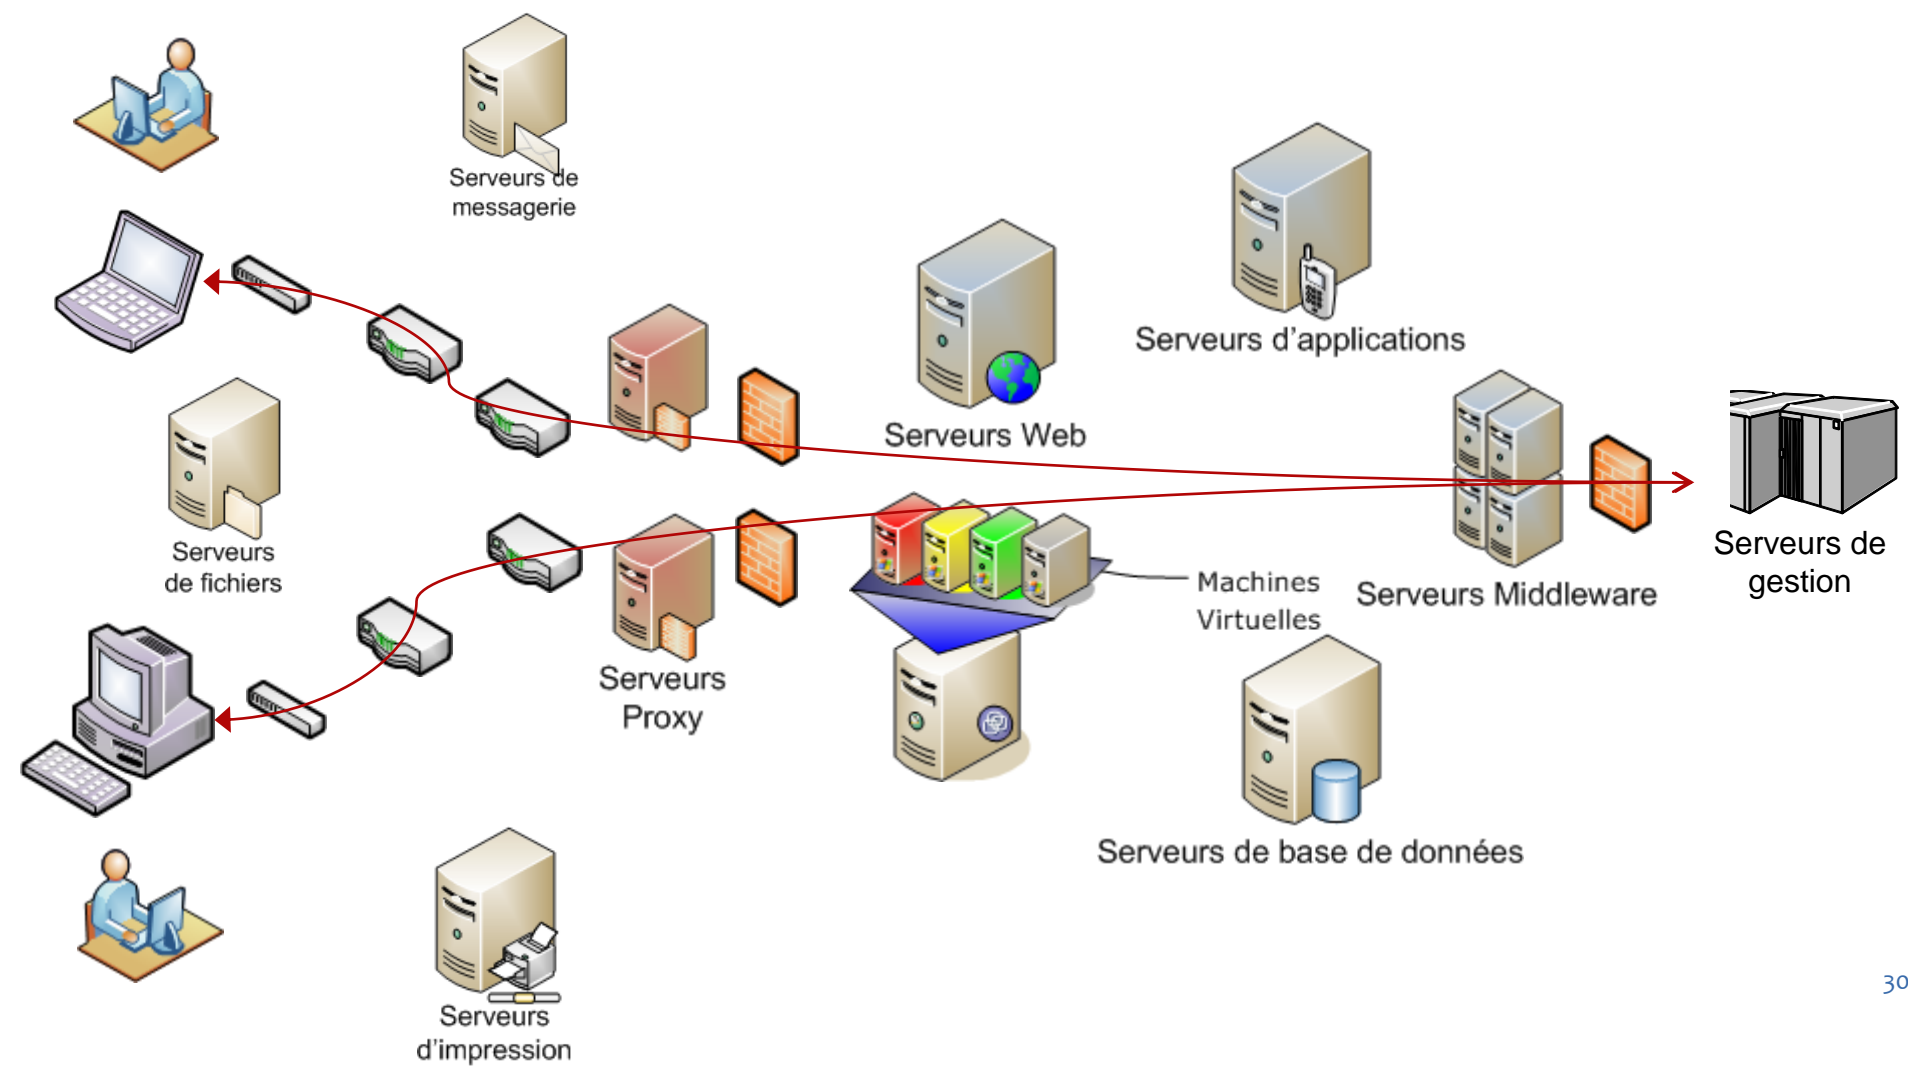 Serveurs de
messagerie
Serveurs d'applications
Serveurs Web
Serveurs
de fichiers
Serveurs de
gestion
Machines
Virtuelles
Serveurs Middleware
Serveurs
Proxy
Serveurs de base de données
30
Serveurs
d'impression